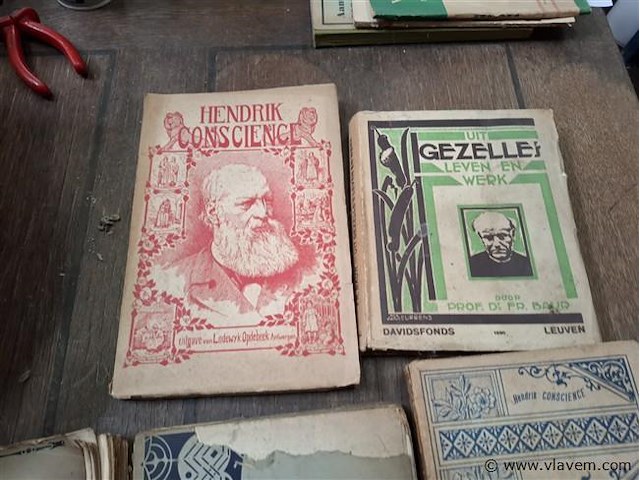 HENDRIK
CONSCIENCE
Uitgave van Lodewyk Opdebeek Antwerpen
UIT
GEZELLE's
LEVEN EN
WERK
DOOR
PROF. Dr. FR. BAUR
DAVIDSFONDS
LEUVEN
Hendrik CONSCIENCE
© www.vlavem.com